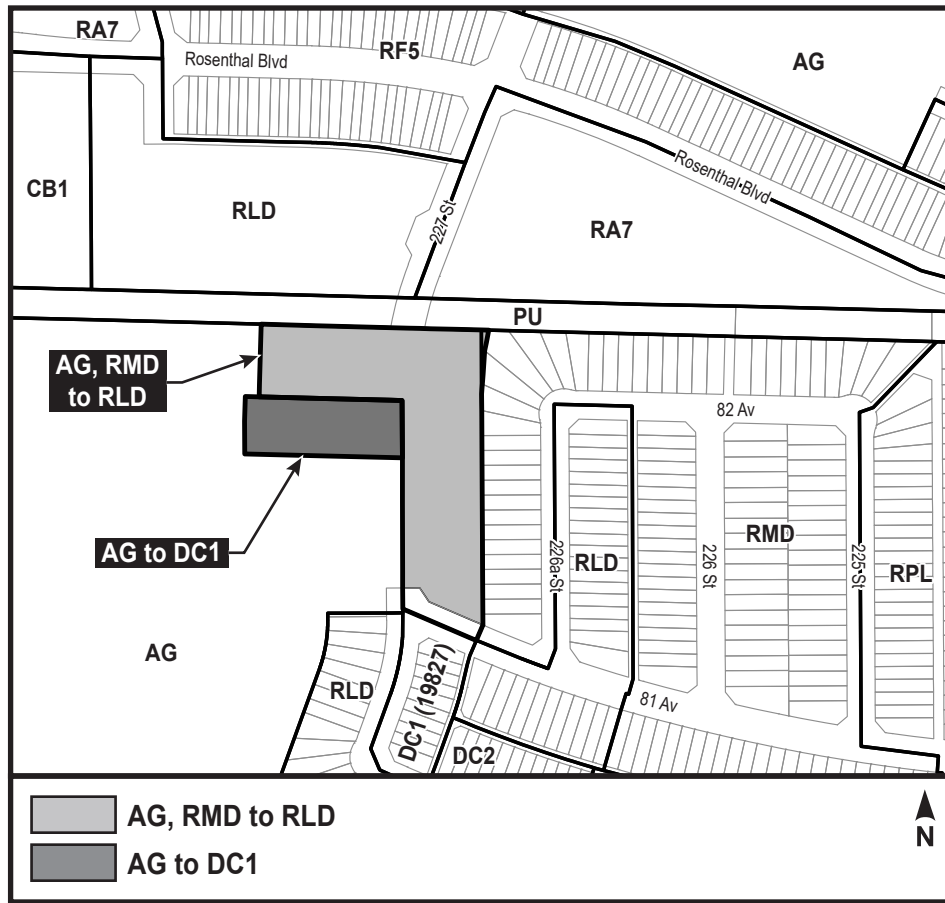 RA7
RF5
Rosenthal Blvd
AG
CB1
RLD
227 St
RA7
Rosenthal Blvd
PU
AG, RMD
to RLD
82 Av
AG to DC1
226a St
RLD
226 St
RMD
225 St
RPL
AG
RLD
DC1 (19827)
81 Av
DC2
AG, RMD to RLD
AG to DC1
N